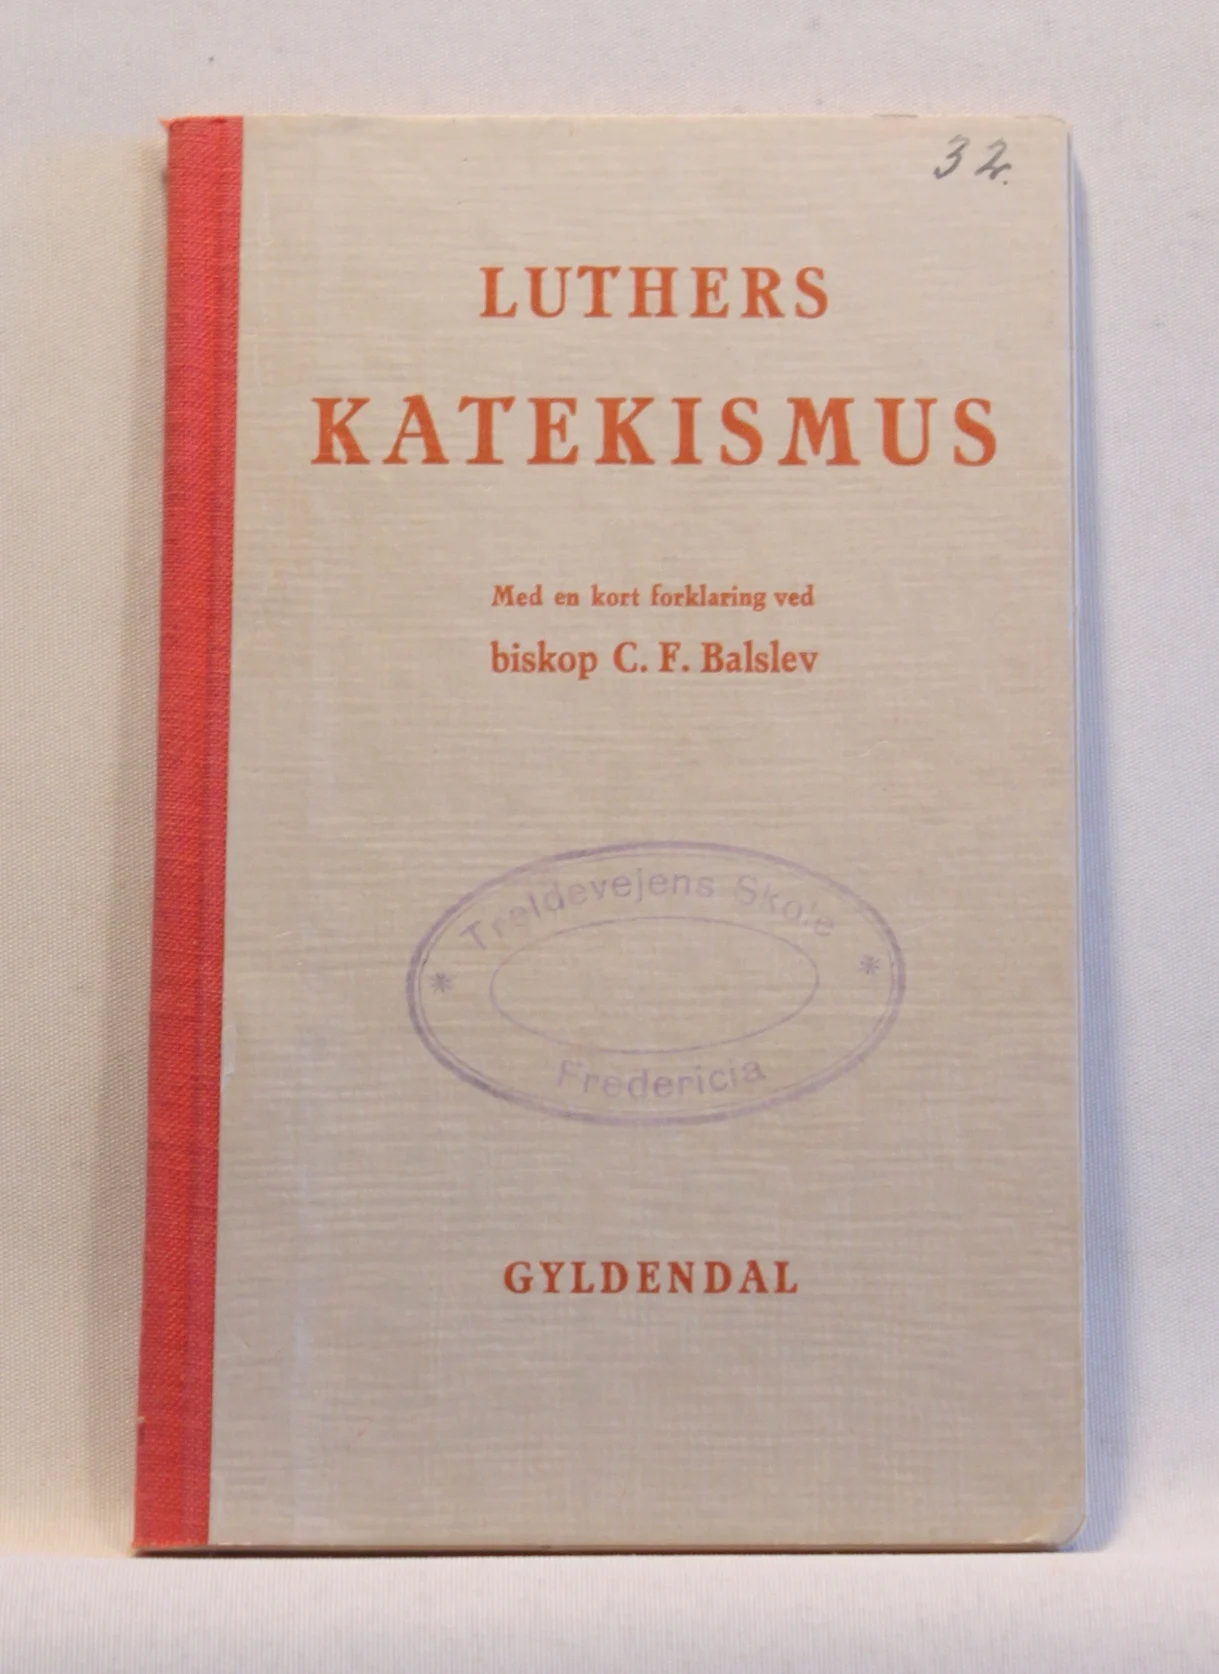 32.
LUTHERS
KATEKISMUS
Med en kort forklaring ved
biskop C. F. Balslev
Treldevejens Skole
* *
Fredericia
GYLDENDAL